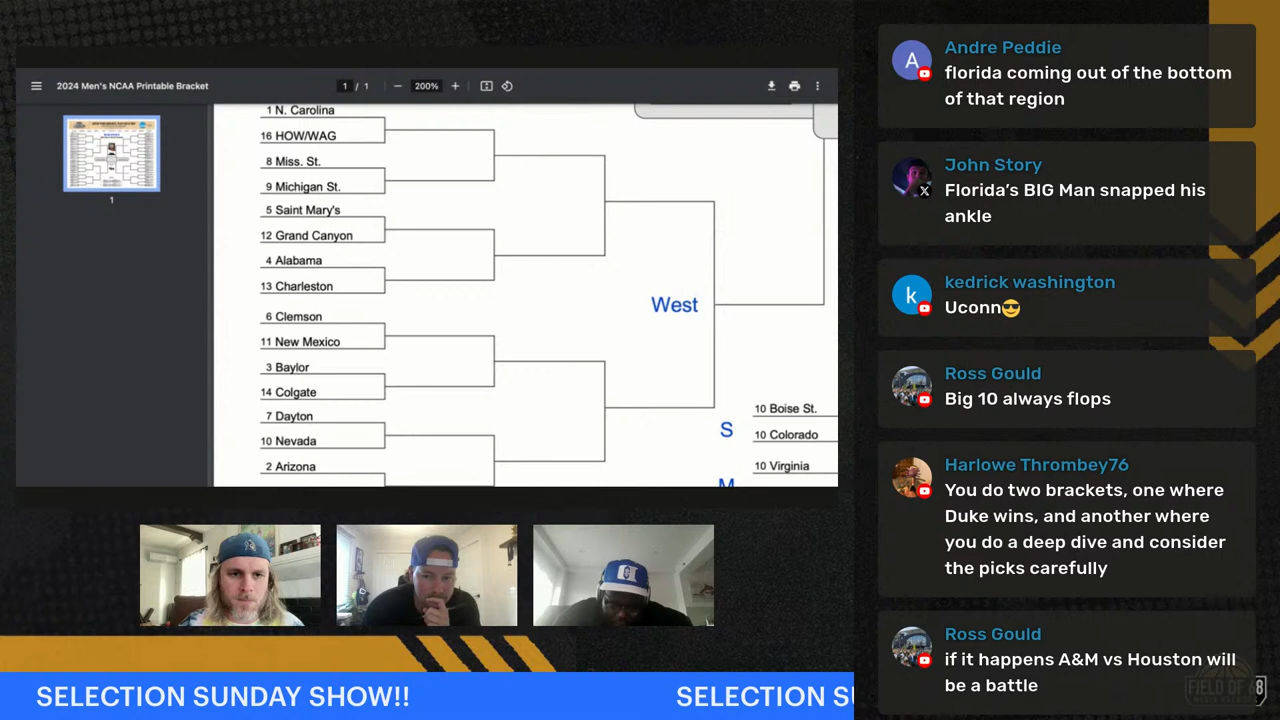 2024 Men's NCAA Printable Bracket
1 / 1
200%
1
1 N. Carolina
16 HOW/WAG
8 Miss. St.
9 Michigan St.
5 Saint Mary's
12 Grand Canyon
4 Alabama
13 Charleston
6 Clemson
11 New Mexico
3 Baylor
14 Colgate
7 Dayton
10 Nevada
2 Arizona
West
S
M
10 Boise St.
10 Colorado
10 Virginia
Andre Peddie
florida coming out of the bottom
of that region
John Story
Florida's BIG Man snapped his
ankle
kedrick washington
Uconn😎
Ross Gould
Big 10 always flops
Harlowe Thrombey76
You do two brackets, one where
Duke wins, and another where
you do a deep dive and consider
the picks carefully
Ross Gould
if it happens A&M vs Houston will
be a battle
FIELD OF 68
SELECTION SUNDAY SHOW!! SELECTION SU